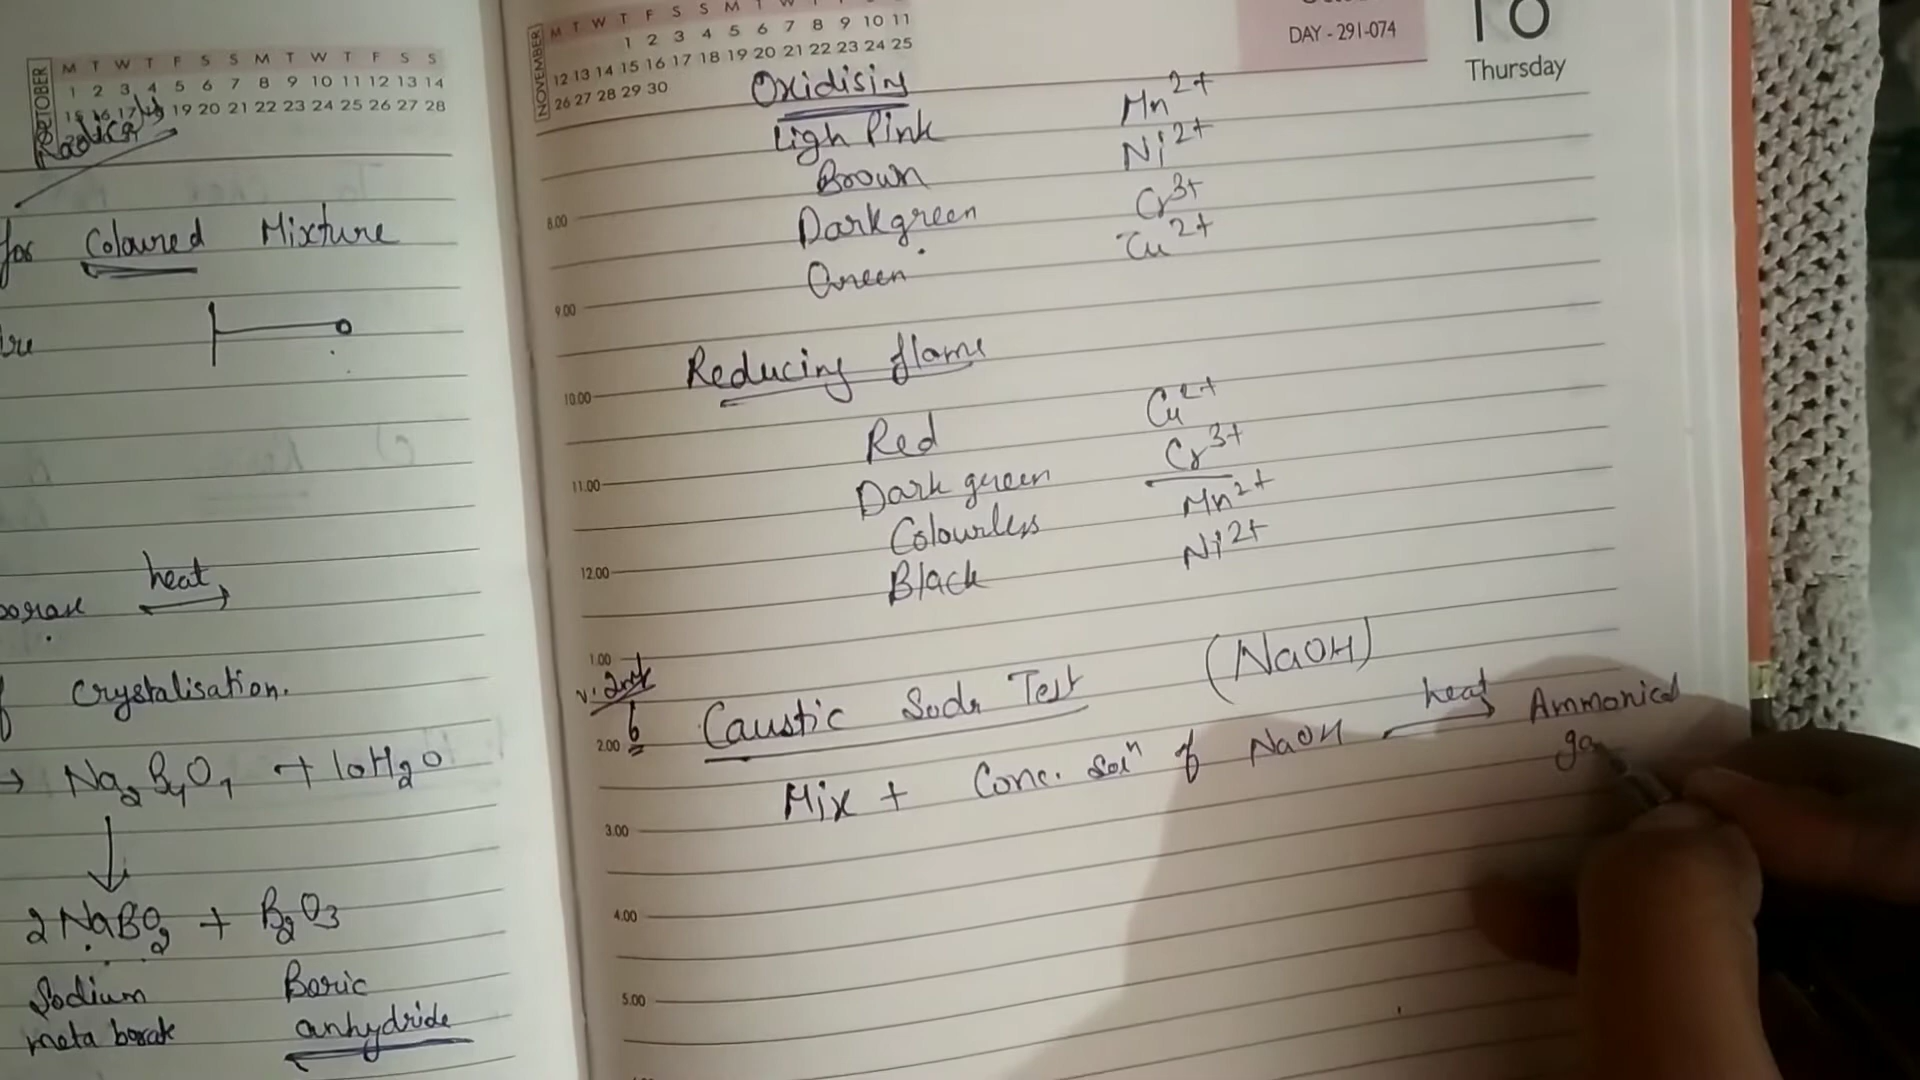 OCTOBER
M T W T F S S M T W T F S S
1 2 3 4 5 6 7 8 9 10 11 12 13 14
19 20 21 22 23 24 25 26 27 28
for Coloured Mixture
heat
Crystalisation.
→ Na2B4O7 + 10H2O
↓
2NaBO2 + B2O3
Sodium Boric
meta borate anhydride
NOVEMBER
M T W T F S S M T W
1 2 3 4 5 6 7 8 9 10 11
12 13 14 15 16 17 18 19 20 21 22 23 24 25
26 27 28 29 30
DAY - 291-074
18
Thursday
Oxidising Mn2+
Ligh Pink Ni2+
Brown Cr3+
8.00 Darkgreen Cu2+
Green
9.00
Reducing flame
10.00
Red Cu2+
11.00 Dark green Cr3+
Colourless Mn2+
12.00 Black Ni2+
1.00
6 Caustic Soda Test (NaOH)
2.00
Mix + Conc. Soln of NaOH heat → Ammonical
ga
3.00
4.00
5.00